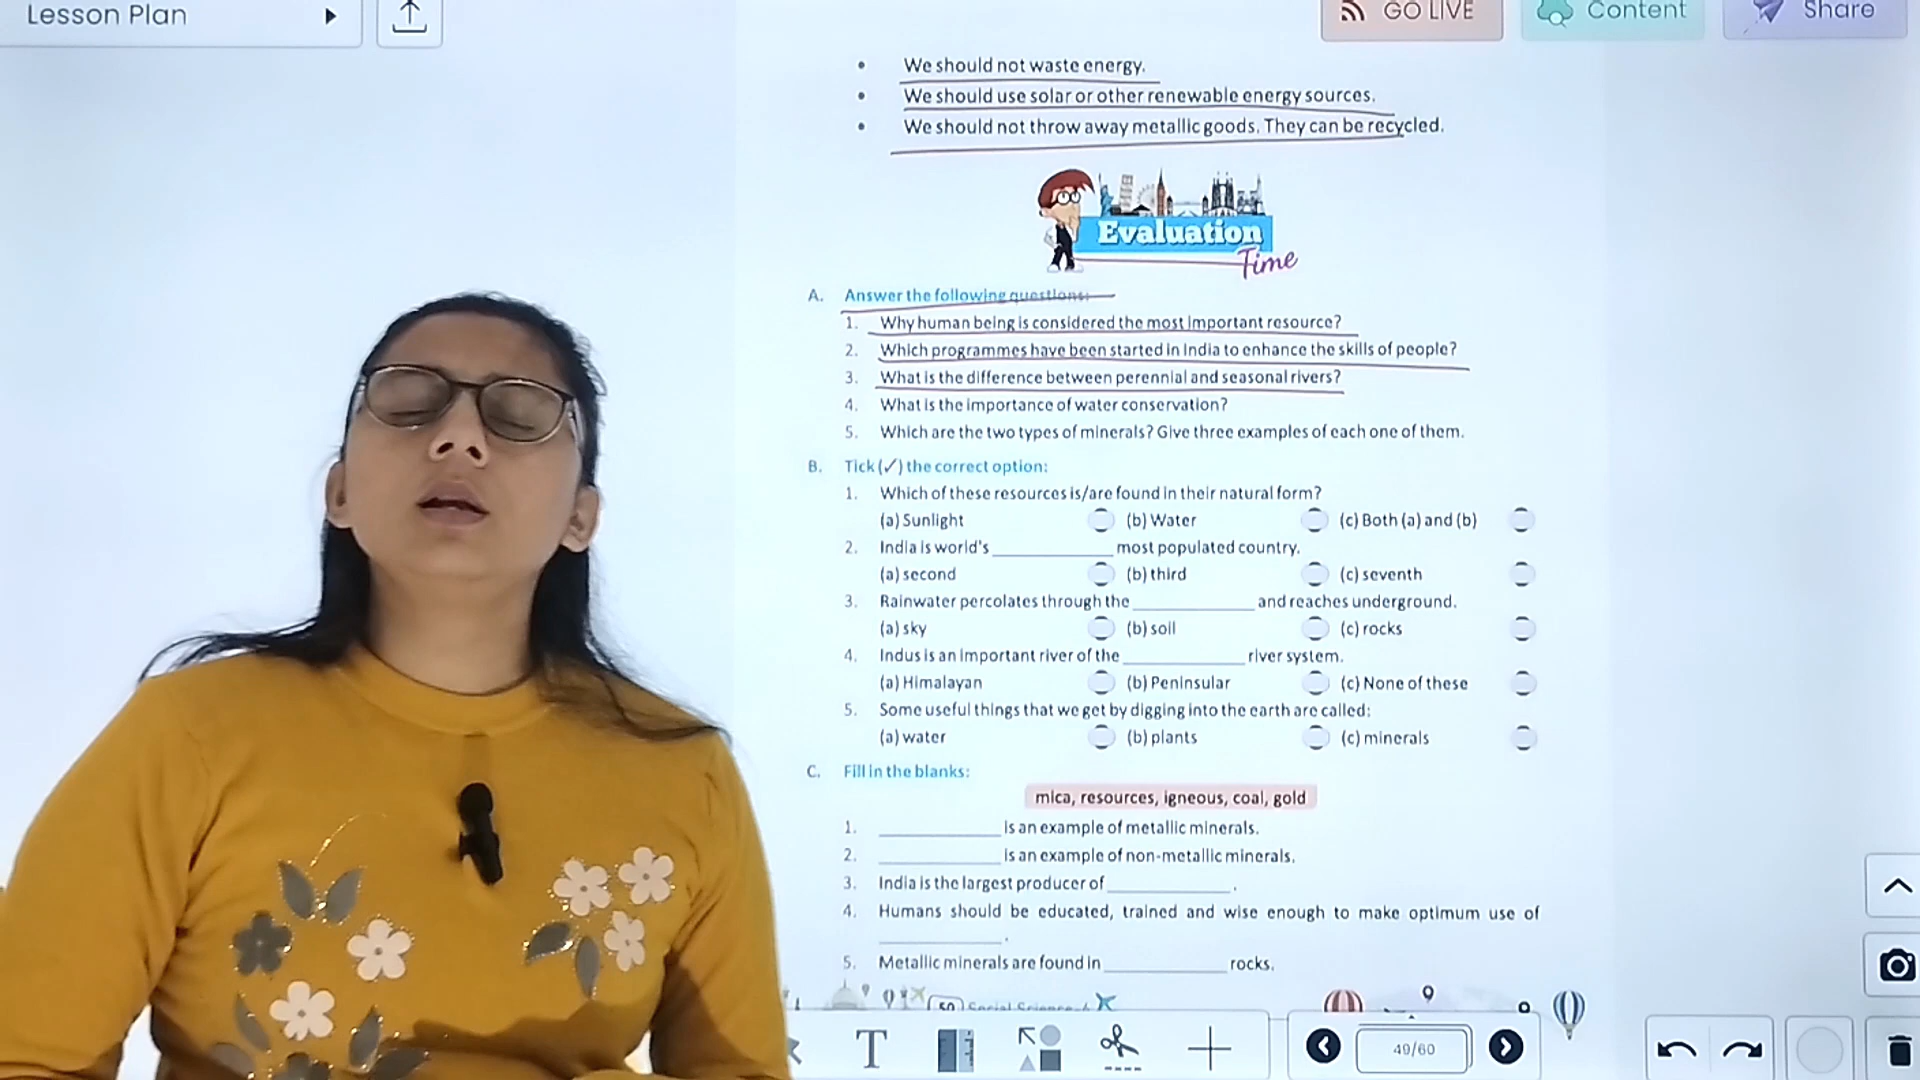 Lesson Plan
GO LIVE
Content
Share
• We should not waste energy.
• We should use solar or other renewable energy sources.
• We should not throw away metallic goods. They can be recycled.
Evaluation
Time
A. Answer the following questions:
1. Why human being is considered the most important resource?
2. Which programmes have been started in India to enhance the skills of people?
3. What is the difference between perennial and seasonal rivers?
4. What is the importance of water conservation?
5. Which are the two types of minerals? Give three examples of each one of them.
B. Tick (✓) the correct option:
1. Which of these resources is/are found in their natural form?
(a) Sunlight (b) Water (c) Both (a) and (b)
2. India is world's ____________ most populated country.
(a) second (b) third (c) seventh
3. Rainwater percolates through the ____________ and reaches underground.
(a) sky (b) soil (c) rocks
4. Indus is an important river of the ____________ river system.
(a) Himalayan (b) Peninsular (c) None of these
5. Some useful things that we get by digging into the earth are called:
(a) water (b) plants (c) minerals
C. Fill in the blanks:
mica, resources, igneous, coal, gold
1. ____________ is an example of metallic minerals.
2. ____________ is an example of non-metallic minerals.
3. India is the largest producer of ____________.
4. Humans should be educated, trained and wise enough to make optimum use of
____________.
5. Metallic minerals are found in ____________ rocks.
50 Social Science
T
49/60